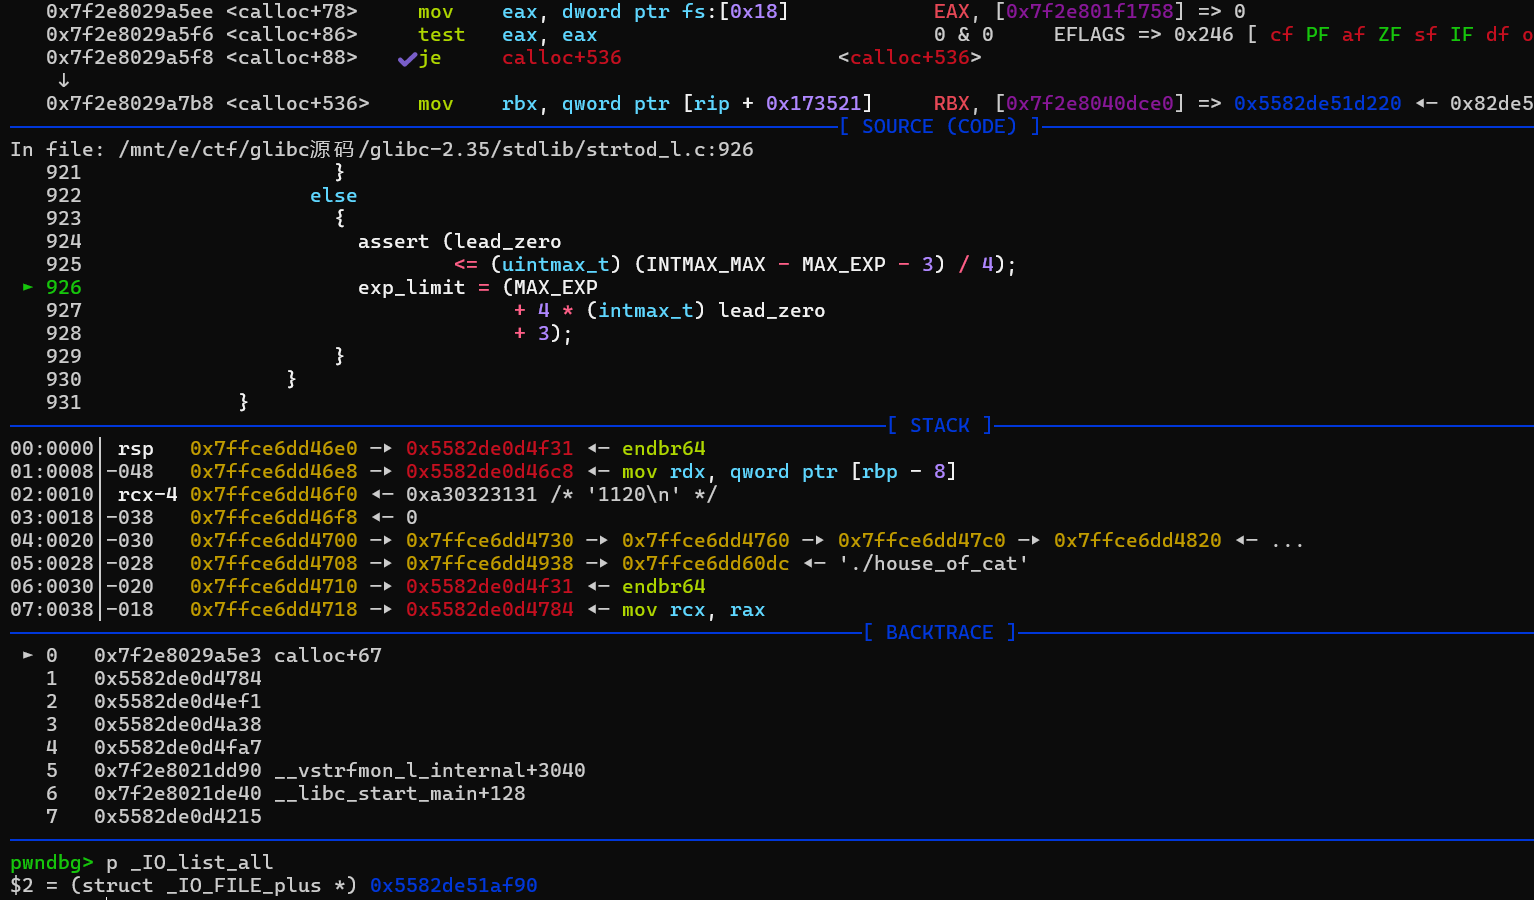 0x7f2e8029a5ee <calloc+78>     mov    eax, dword ptr fs:[0x18]            EAX, [0x7f2e801f1758] => 0
0x7f2e8029a5f6 <calloc+86>     test   eax, eax                            0 & 0     EFLAGS => 0x246 [ cf PF af ZF sf IF df o
0x7f2e8029a5f8 <calloc+88>   ✔ je     calloc+536                  <calloc+536>
↓
0x7f2e8029a7b8 <calloc+536>    mov    rbx, qword ptr [rip + 0x173521]     RBX, [0x7f2e8040dce0] => 0x5582de51d220 ◂— 0x82de5
[ SOURCE (CODE) ]
In file: /mnt/e/ctf/glibc源码/glibc-2.35/stdlib/strtod_l.c:926
921                     }
922                   else
923                     {
924                       assert (lead_zero
925                               <= (uintmax_t) (INTMAX_MAX - MAX_EXP - 3) / 4);
► 926                       exp_limit = (MAX_EXP
927                                    + 4 * (intmax_t) lead_zero
928                                    + 3);
929                     }
930                 }
931             }
[ STACK ]
00:0000│ rsp   0x7ffce6dd46e0 —▸ 0x5582de0d4f31 ◂— endbr64
01:0008│-048   0x7ffce6dd46e8 —▸ 0x5582de0d46c8 ◂— mov rdx, qword ptr [rbp - 8]
02:0010│ rcx-4 0x7ffce6dd46f0 ◂— 0xa30323131 /* '1120\n' */
03:0018│-038   0x7ffce6dd46f8 ◂— 0
04:0020│-030   0x7ffce6dd4700 —▸ 0x7ffce6dd4730 —▸ 0x7ffce6dd4760 —▸ 0x7ffce6dd47c0 —▸ 0x7ffce6dd4820 ◂— ...
05:0028│-028   0x7ffce6dd4708 —▸ 0x7ffce6dd4938 —▸ 0x7ffce6dd60dc ◂— './house_of_cat'
06:0030│-020   0x7ffce6dd4710 —▸ 0x5582de0d4f31 ◂— endbr64
07:0038│-018   0x7ffce6dd4718 —▸ 0x5582de0d4784 ◂— mov rcx, rax
[ BACKTRACE ]
► 0   0x7f2e8029a5e3 calloc+67
1   0x5582de0d4784
2   0x5582de0d4ef1
3   0x5582de0d4a38
4   0x5582de0d4fa7
5   0x7f2e8021dd90 __vstrfmon_l_internal+3040
6   0x7f2e8021de40 __libc_start_main+128
7   0x5582de0d4215
pwndbg> p _IO_list_all
$2 = (struct _IO_FILE_plus *) 0x5582de51af90